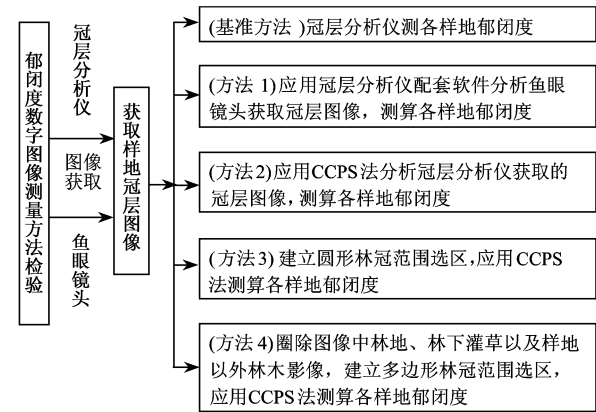 郁闭度数字图像测量方法检验
冠层分析仪
图像
获取
鱼眼镜头
获取样地冠层图像
(基准方法)冠层分析仪测各样地郁闭度
(方法1)应用冠层分析仪配套软件分析鱼眼
镜头获取冠层图像，测算各样地郁闭度
(方法2)应用CCPS法分析冠层分析仪获取的
冠层图像,测算各样地郁闭度
(方法3)建立圆形林冠范围选区,应用CCPS
法测算各样地郁闭度
(方法4)圈除图像中林地、林下灌草以及样地
以外林木影像，建立多边形林冠范围选区，
应用CCPS法测算各样地郁闭度